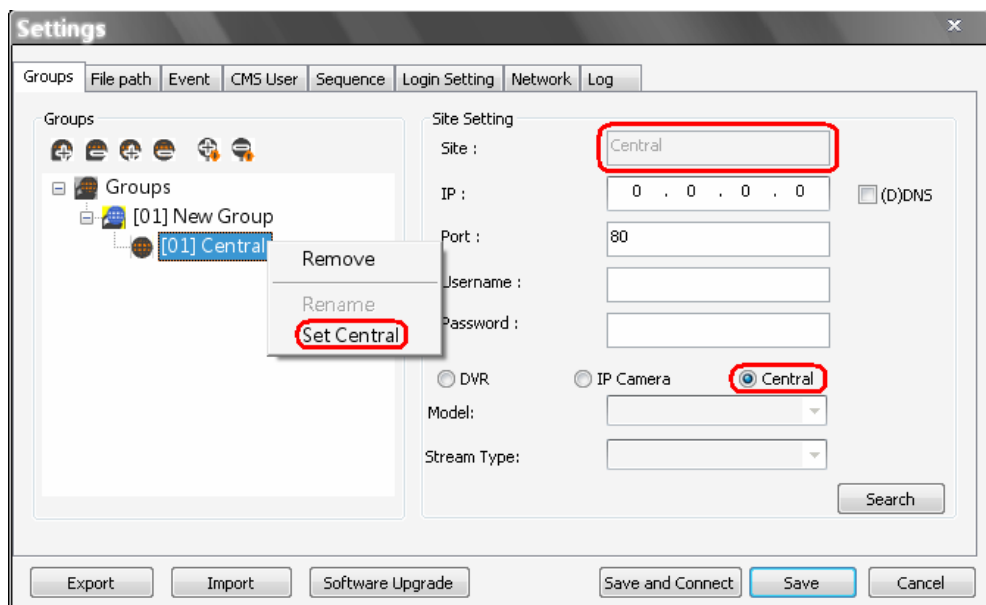 Settings
Groups File path Event CMS User Sequence Login Setting Network Log
Groups
Groups
[01] New Group
[01] Central
Remove
Rename
Set Central
Site Setting
Site : Central
IP : 0 . 0 . 0 . 0 (D)DNS
Port : 80
Username :
Password :
DVR IP Camera Central
Model:
Stream Type:
Search
Export Import Software Upgrade Save and Connect Save Cancel